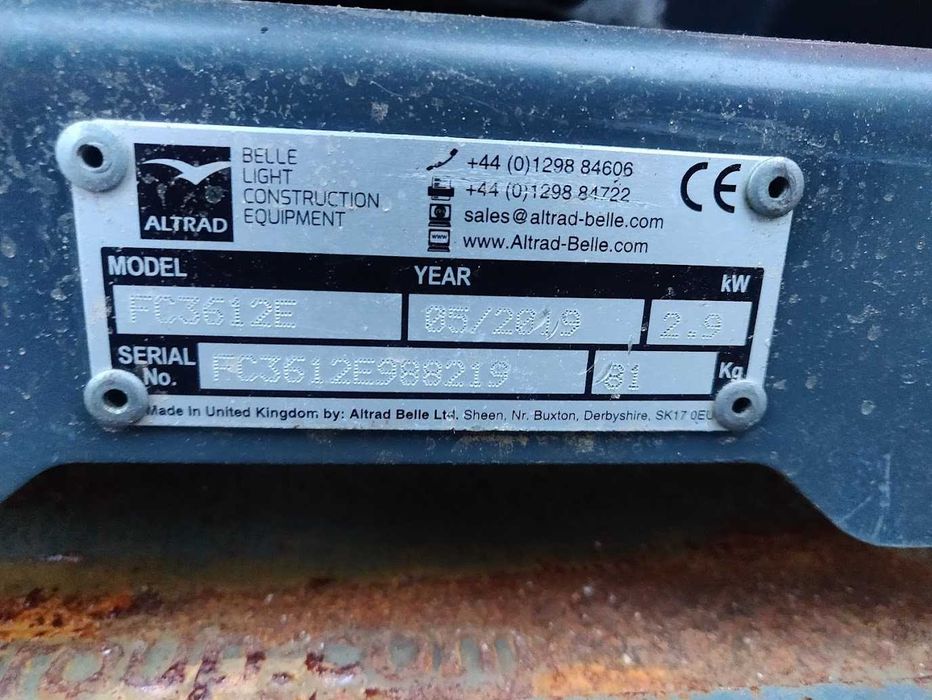 ALTRAD
BELLE
LIGHT
CONSTRUCTION
EQUIPMENT
+44 (0)1298 84606
+44 (0)1298 84722
sales@altrad-belle.com
www.Altrad-Belle.com
CE
MODEL YEAR kW
FC3612E 05/2019 2.9
SERIAL No. FC3612E988219 81 Kg
Made in United Kingdom by: Altrad Belle Ltd. Sheen, Nr. Buxton, Derbyshire, SK17 0EU